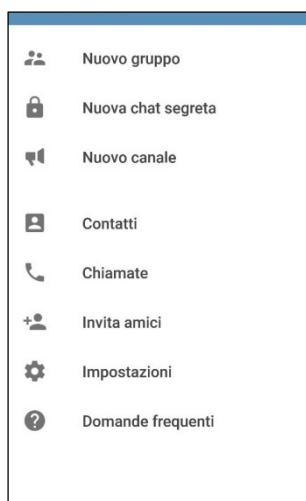 Nuovo gruppo
Nuova chat segreta
Nuovo canale
Contatti
Chiamate
Invita amici
Impostazioni
Domande frequenti